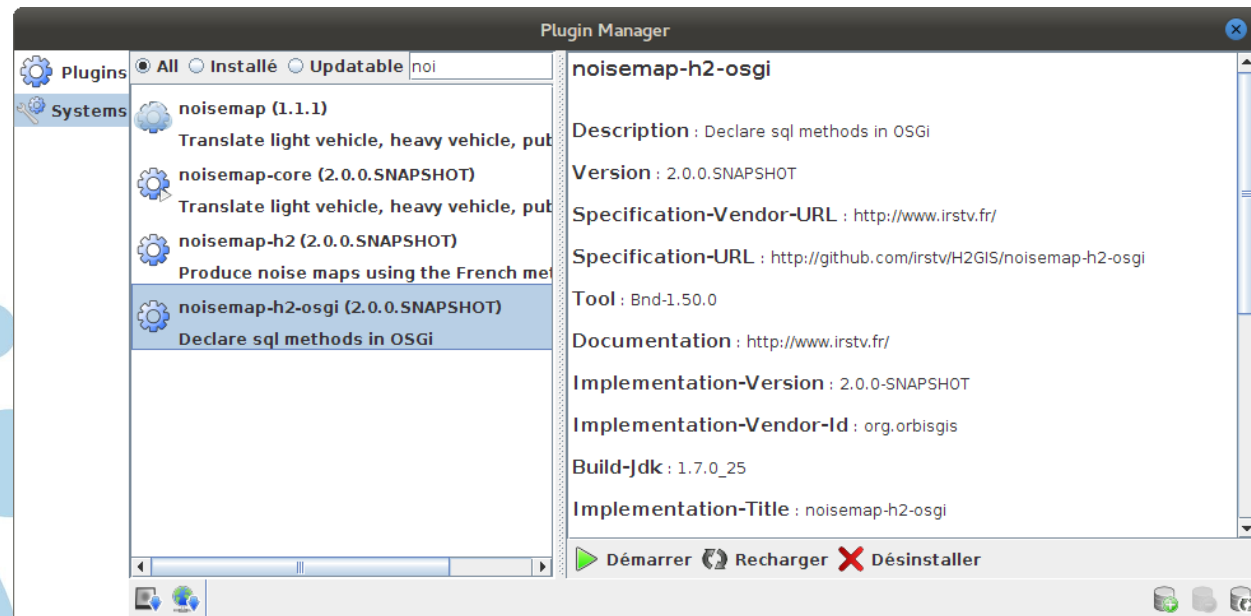 Plugin Manager
Plugins
Systems
All Installé Updatable noi
noisemap (1.1.1)
Translate light vehicle, heavy vehicle, pub
noisemap-core (2.0.0.SNAPSHOT)
Translate light vehicle, heavy vehicle, pub
noisemap-h2 (2.0.0.SNAPSHOT)
Produce noise maps using the French met
noisemap-h2-osgi (2.0.0.SNAPSHOT)
Declare sql methods in OSGi
noisemap-h2-osgi
Description : Declare sql methods in OSGi
Version : 2.0.0.SNAPSHOT
Specification-Vendor-URL : http://www.irstv.fr/
Specification-URL : http://github.com/irstv/H2GIS/noisemap-h2-osgi
Tool : Bnd-1.50.0
Documentation : http://www.irstv.fr/
Implementation-Version : 2.0.0-SNAPSHOT
Implementation-Vendor-Id : org.orbisgis
Build-Jdk : 1.7.0_25
Implementation-Title : noisemap-h2-osgi
Démarrer Recharger Désinstaller